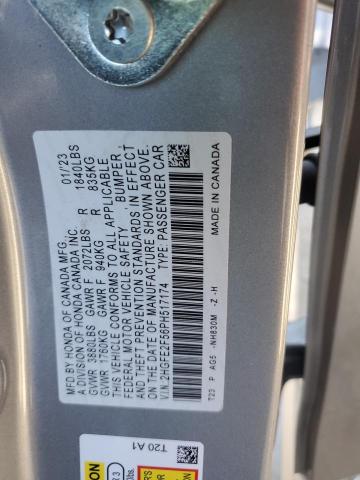 MFD. BY HONDA OF CANADA MFG. 01/23
A DIVISION OF HONDA CANADA INC.
GVWR 3880LBS GAWR F 2072LBS R 1840LBS
GVWR 1760KG GAWR F 940KG R 835KG
THIS VEHICLE CONFORMS TO ALL APPLICABLE
FEDERAL MOTOR VEHICLE SAFETY, BUMPER,
AND THEFT PREVENTION STANDARDS IN EFFECT
ON THE DATE OF MANUFACTURE SHOWN ABOVE.
V.I.N. 2HGFE2F56PH517174 TYPE: PASSENGER CAR
MADE IN CANADA
T23 P AG5 -NH830M -Z -H
T20 A1